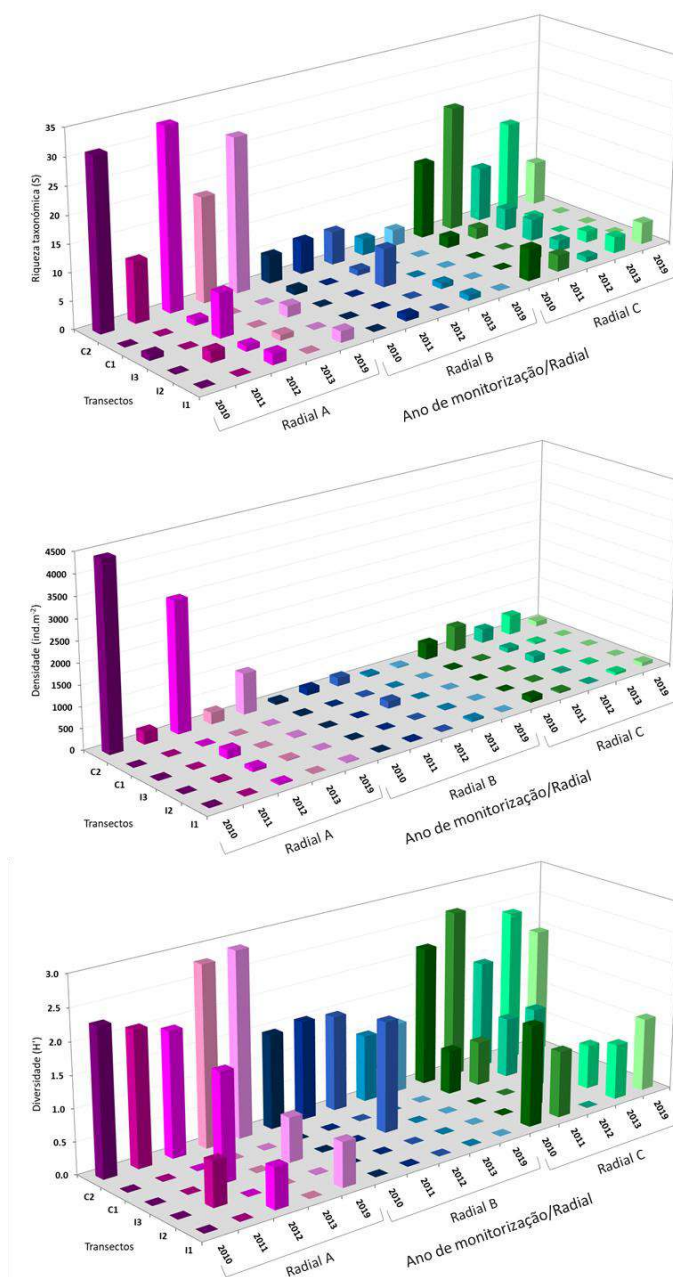 35
30
25
20
15
10
5
0
Riqueza taxonómica (S)
C2
C1
I3
I2
I1
Transectos
2010
2011
2012
2013
2019
2010
2011
2012
2013
2019
2010
2011
2012
2013
2019
Radial A
Radial B
Radial C
Ano de monitorização/Radial
4500
4000
3500
3000
2500
2000
1500
1000
500
0
Densidade (ind.m-2)
C2
C1
I3
I2
I1
Transectos
2010
2011
2012
2013
2019
2010
2011
2012
2013
2019
2010
2011
2012
2013
2019
Radial A
Radial B
Radial C
Ano de monitorização/Radial
3.0
2.5
2.0
1.5
1.0
0.5
0.0
Diversidade (H')
C2
C1
I3
I2
I1
Transectos
2010
2011
2012
2013
2019
2010
2011
2012
2013
2019
2010
2011
2012
2013
2019
Radial A
Radial B
Radial C
Ano de monitorização/Radial